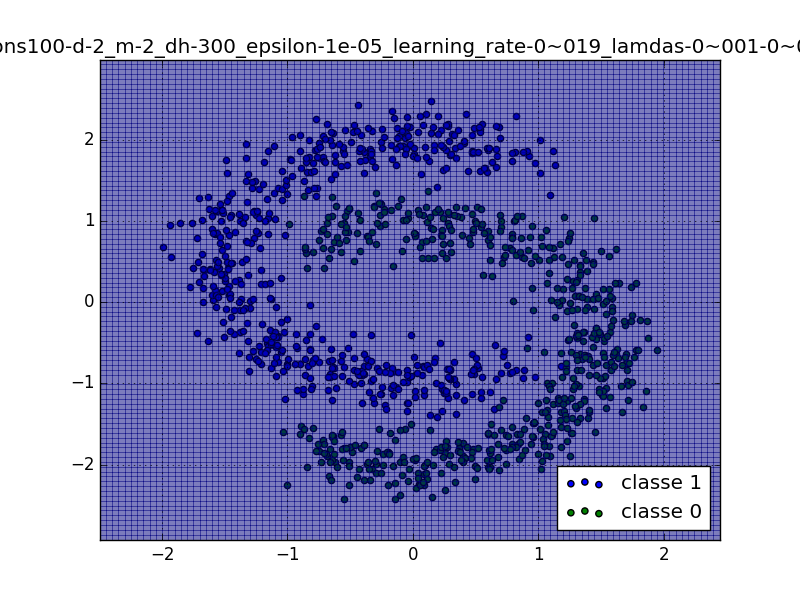 ons100-d-2_m-2_dh-300_epsilon-1e-05_learning_rate-0~019_lamdas-0~001-0~0
2
1
0
−1
−2
classe 1
classe 0
−2 −1 0 1 2